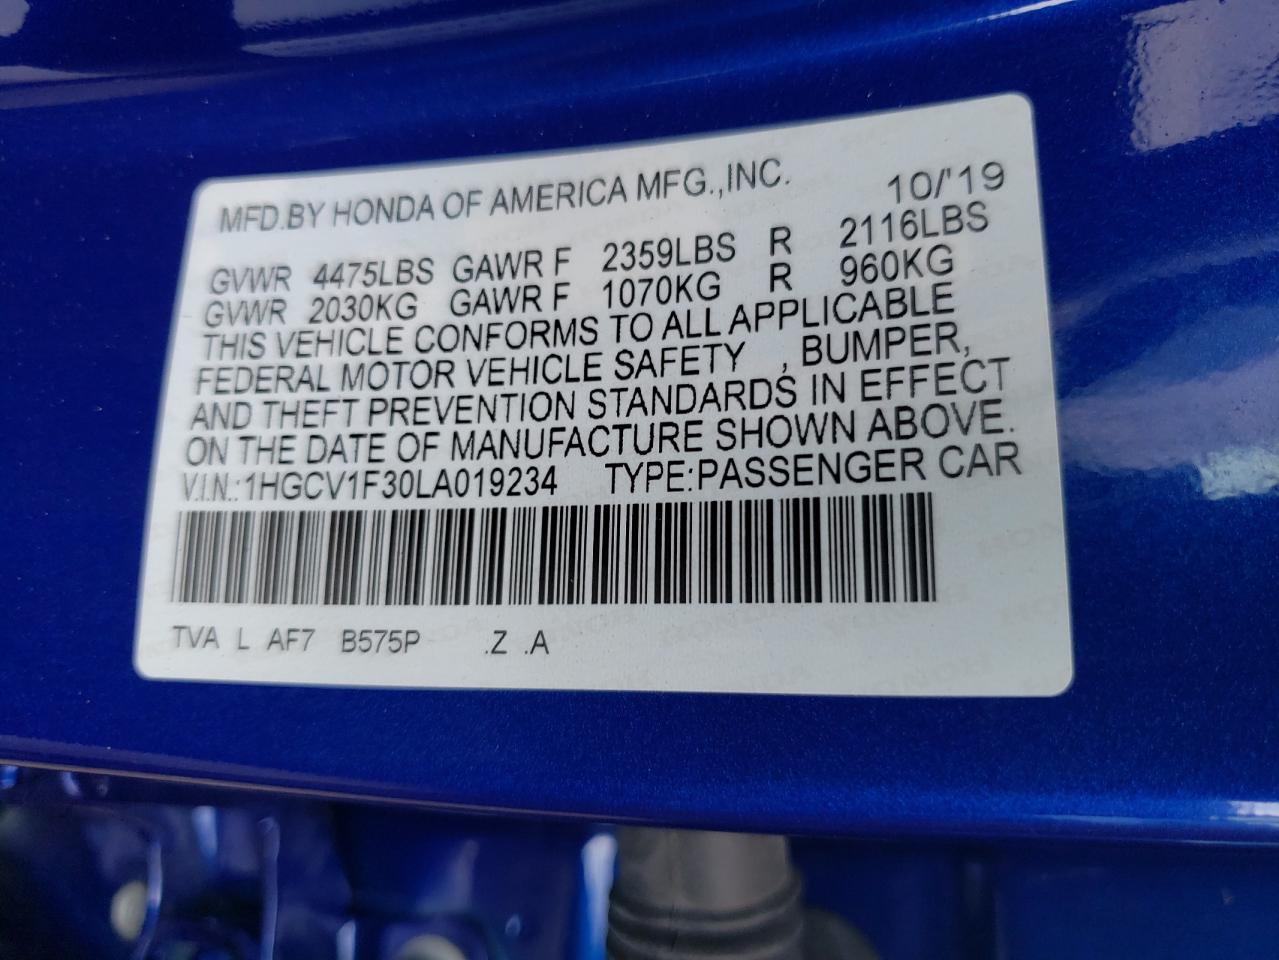 MFD.BY HONDA OF AMERICA MFG.,INC. 10/'19
GVWR 4475LBS GAWR F 2359LBS R 2116LBS
GVWR 2030KG GAWR F 1070KG R 960KG
THIS VEHICLE CONFORMS TO ALL APPLICABLE
FEDERAL MOTOR VEHICLE SAFETY , BUMPER,
AND THEFT PREVENTION STANDARDS IN EFFECT
ON THE DATE OF MANUFACTURE SHOWN ABOVE.
V.I.N.:1HGCV1F30LA019234 TYPE:PASSENGER CAR
TVA L AF7 B575P .Z .A